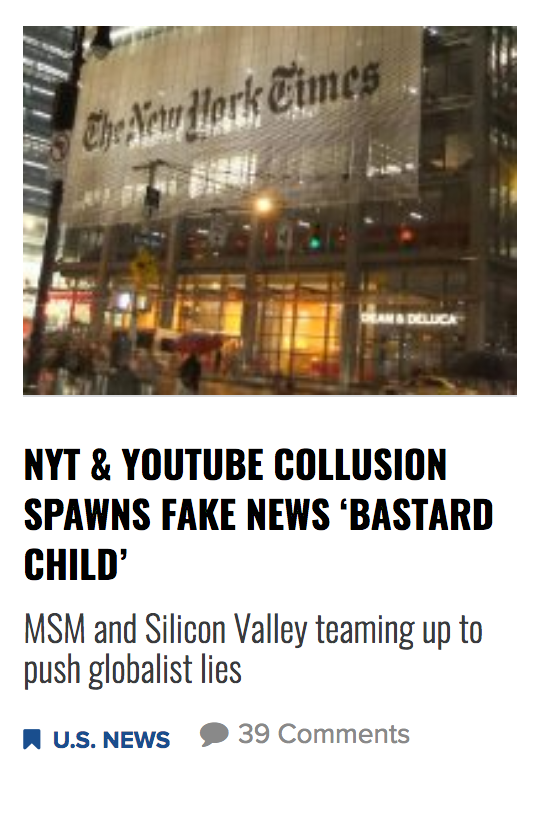 The New York Times
DEAN & DELUCA
NYT & YOUTUBE COLLUSION
SPAWNS FAKE NEWS ‘BASTARD
CHILD’
MSM and Silicon Valley teaming up to
push globalist lies
U.S. NEWS 39 Comments